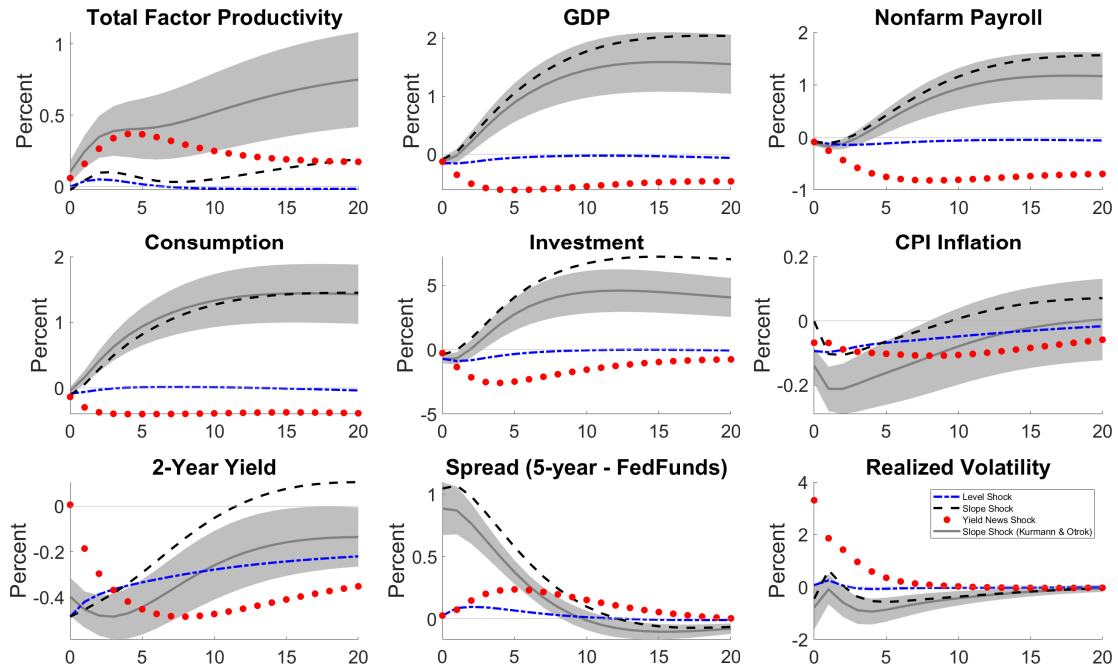 Total Factor Productivity
GDP
Nonfarm Payroll
Percent
1
0.5
0
0 5 10 15 20
Percent
2
1
0
0 5 10 15 20
Percent
2
1
0
-1
0 5 10 15 20
Consumption
Investment
CPI Inflation
Percent
2
1
0
0 5 10 15 20
Percent
5
0
-5
0 5 10 15 20
Percent
0.2
0
-0.2
0 5 10 15 20
2-Year Yield
Spread (5-year - FedFunds)
Realized Volatility
Percent
0
-0.2
-0.4
0 5 10 15 20
Percent
1
0.5
0
0 5 10 15 20
Percent
4
2
0
-2
0 5 10 15 20
Level Shock
Slope Shock
Yield News Shock
Slope Shock (Kurmann & Otrok)